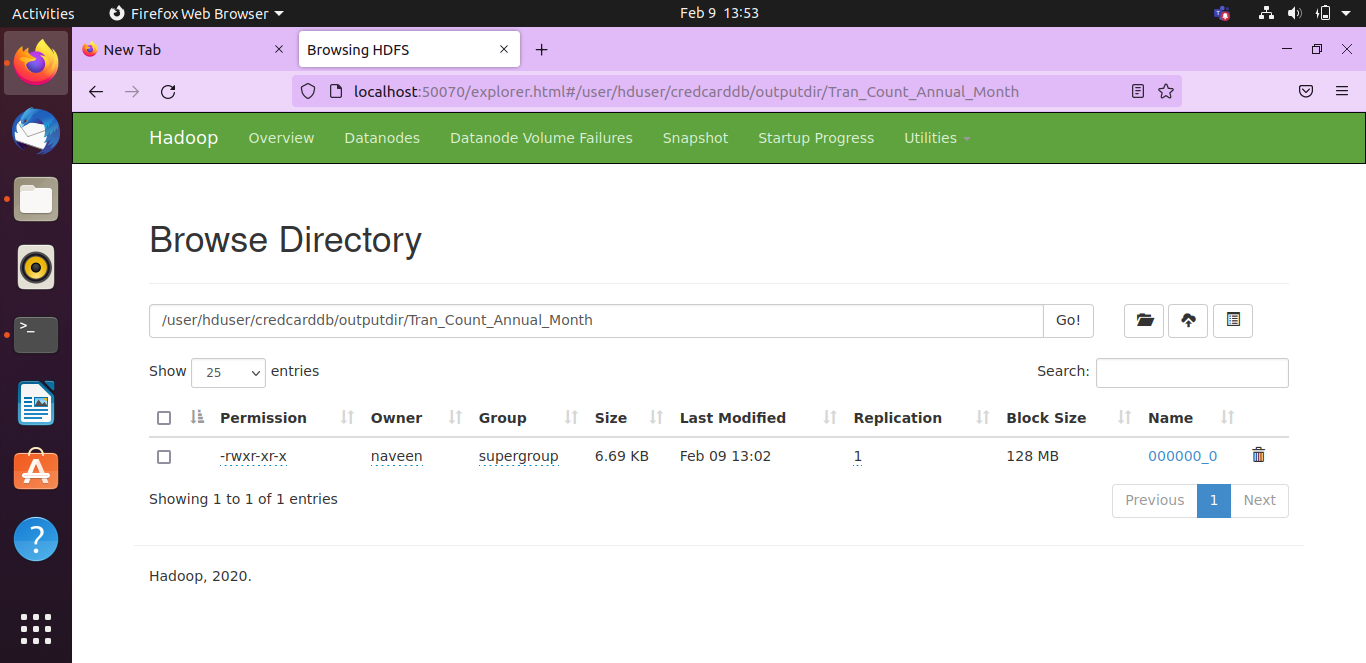 Activities Firefox Web Browser Feb 9 13:53
New Tab Browsing HDFS
localhost:50070/explorer.html#/user/hduser/credcarddb/outputdir/Tran_Count_Annual_Month
Hadoop Overview Datanodes Datanode Volume Failures Snapshot Startup Progress Utilities
Browse Directory
/user/hduser/credcarddb/outputdir/Tran_Count_Annual_Month Go!
Show 25 entries Search:
Permission Owner Group Size Last Modified Replication Block Size Name
-rwxr-xr-x naveen supergroup 6.69 KB Feb 09 13:02 1 128 MB 000000_0
Showing 1 to 1 of 1 entries Previous 1 Next
Hadoop, 2020.